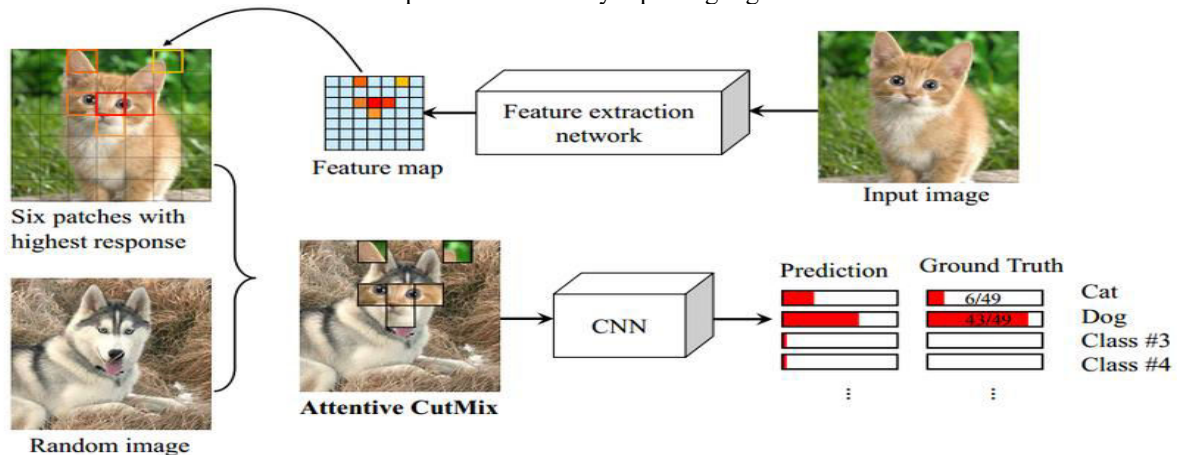 Feature extraction
network
Feature map
Input image
Six patches with
highest response
Prediction
Ground Truth
6/49
Cat
43/49
Dog
CNN
Class #3
Class #4
Attentive CutMix
Random image